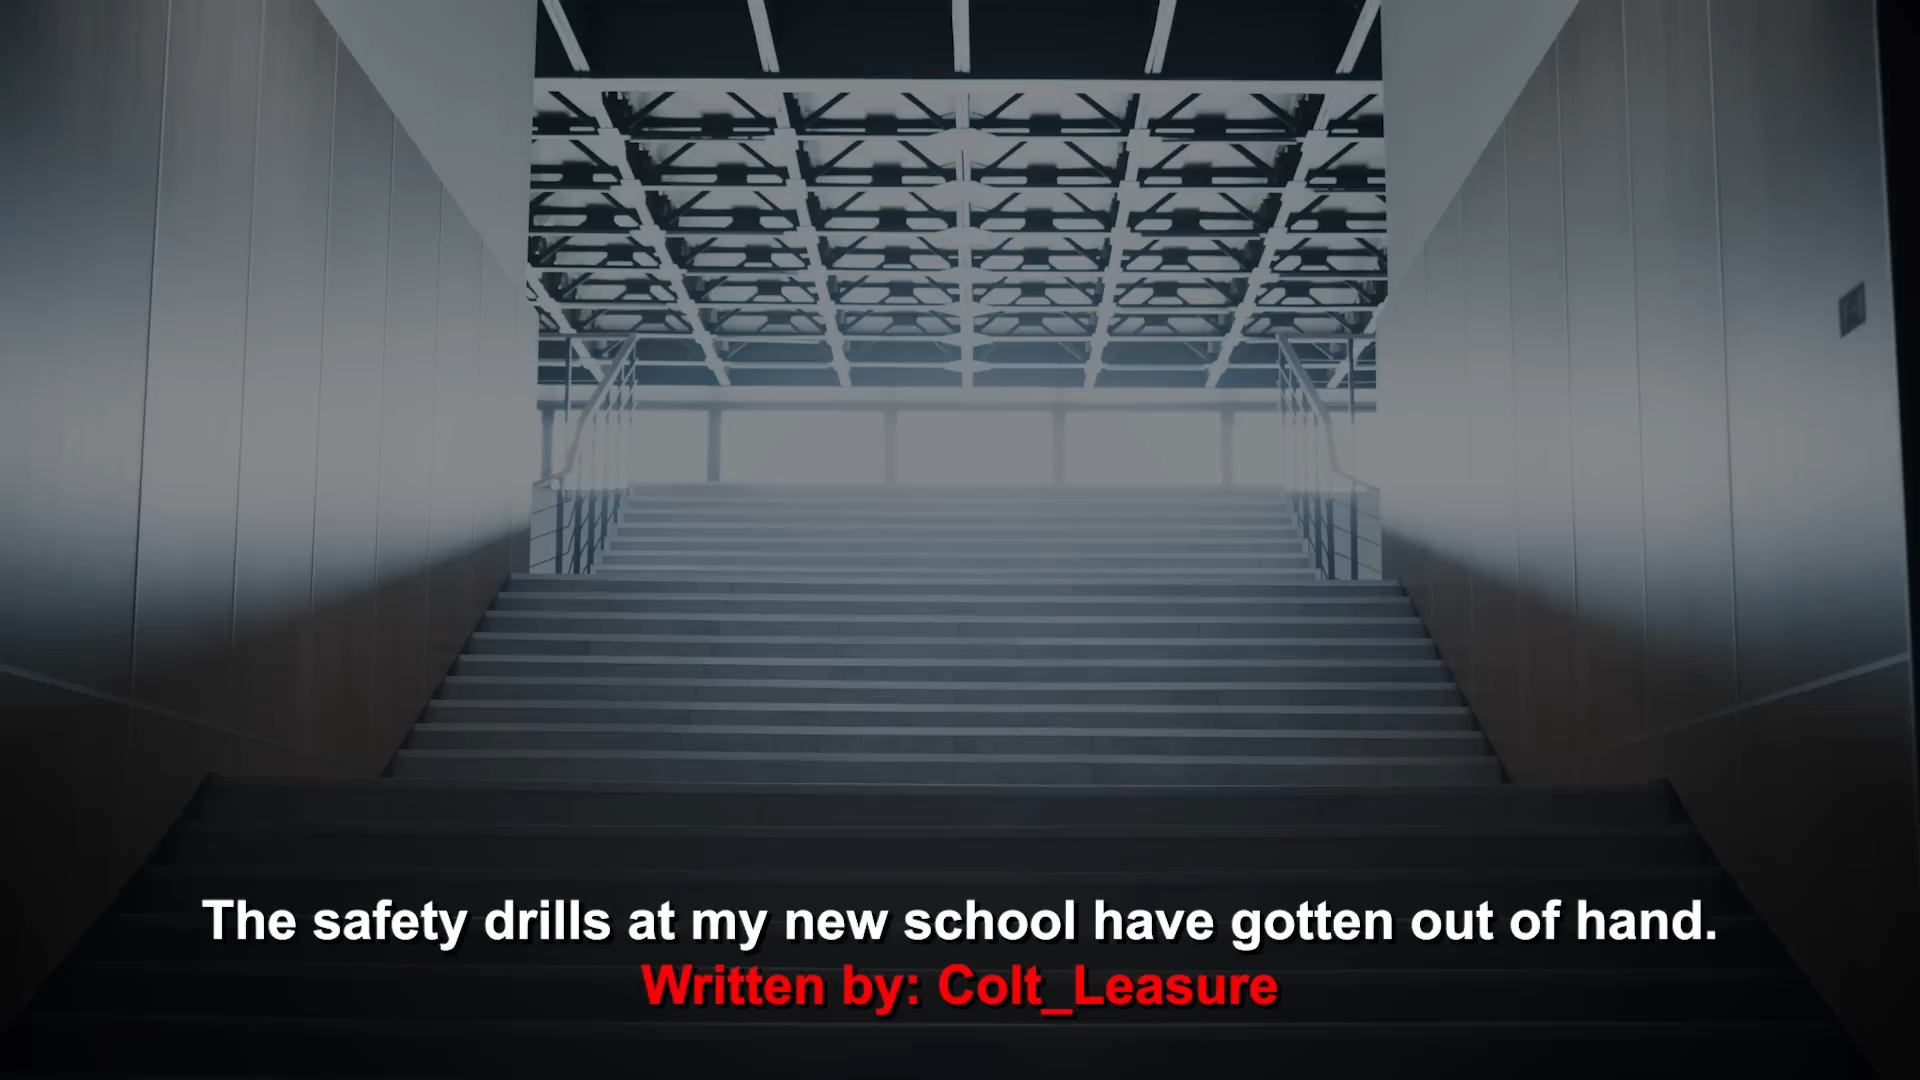 The safety drills at my new school have gotten out of hand.
Written by: Colt_Leasure